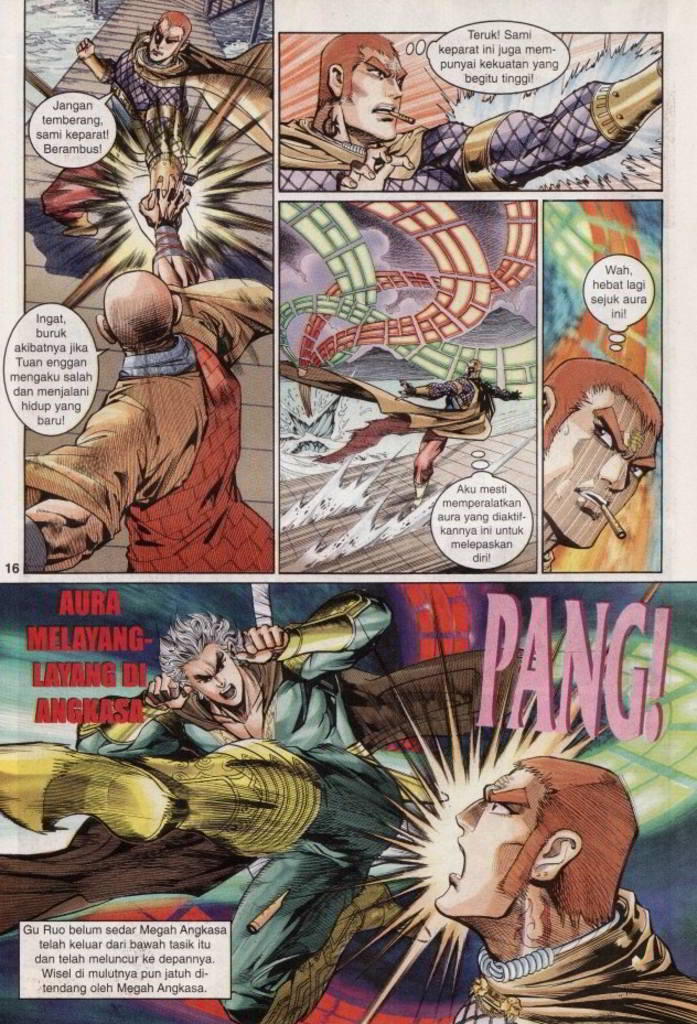 Jangan
temberang,
sami keparat!
Berambus!
Ingat,
buruk
akibatnya jika
Tuan enggan
mengaku salah
dan menjalani
hidup yang
baru!
Teruk! Sami
keparat ini juga mem-
punyai kekuatan yang
begitu tinggi!
Aku mesti
memperalatkan
aura yang diaktif-
kannya ini untuk
melepaskan
diri!
Wah,
hebat lagi
sejuk aura
ini!
16
AURA
MELAYANG-
LAYANG DI
ANGKASA
PANG!
Gu Ruo belum sedar Megah Angkasa
telah keluar dari bawah tasik itu
dan telah meluncur ke depannya.
Wisel di mulutnya pun jatuh di-
tendang oleh Megah Angkasa.